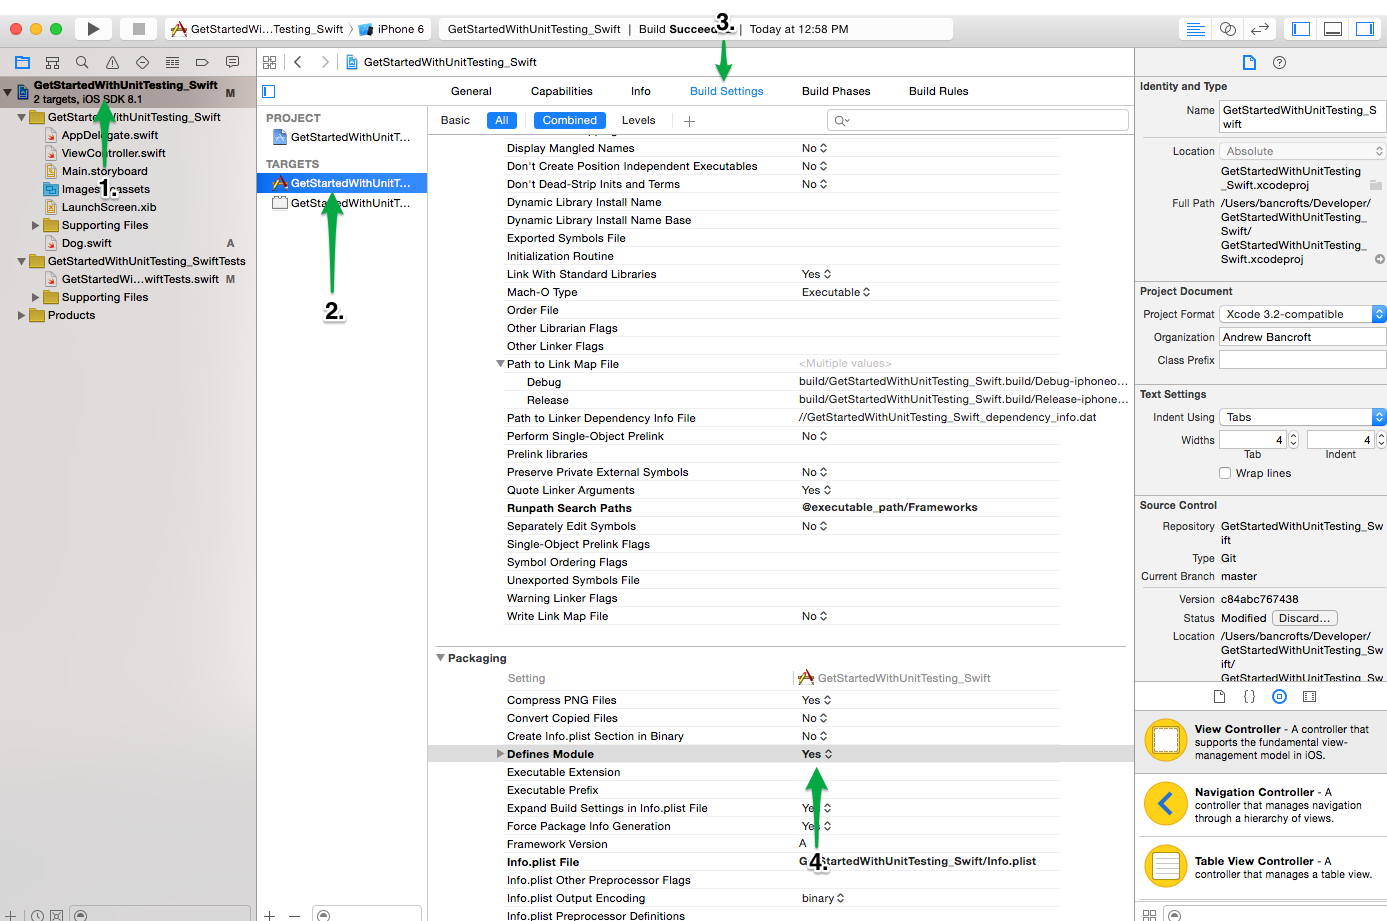 GetStartedWi...Testing_Swift
iPhone 6
GetStartedWithUnitTesting_Swift | Build Succeede | Today at 12:58 PM
3.
GetStartedWithUnitTesting_Swift
2 targets, iOS SDK 8.1
M
GetStartedWithUnitTesting_Swift
AppDelegate.swift
ViewController.swift
Main.storyboard
Images.xcassets
1.
LaunchScreen.xib
Supporting Files
Dog.swift
A
GetStartedWithUnitTesting_SwiftTests
GetStartedWi...wiftTests.swift
M
Supporting Files
Products
GetStartedWithUnitTesting_Swift
General
Capabilities
Info
Build Settings
Build Phases
Build Rules
PROJECT
GetStartedWithUnitT...
TARGETS
GetStartedWithUnitT...
GetStartedWithUnitT...
2.
Basic
All
Combined
Levels
Display Mangled Names No
Don't Create Position Independent Executables No
Don't Dead-Strip Inits and Terms No
Dynamic Library Install Name
Dynamic Library Install Name Base
Exported Symbols File
Initialization Routine
Link With Standard Libraries Yes
Mach-O Type Executable
Order File
Other Librarian Flags
Other Linker Flags
Path to Link Map File <Multiple values>
Debug build/GetStartedWithUnitTesting_Swift.build/Debug-iphoneo...
Release build/GetStartedWithUnitTesting_Swift.build/Release-iphone...
Path to Linker Dependency Info File //GetStartedWithUnitTesting_Swift_dependency_info.dat
Perform Single-Object Prelink No
Prelink libraries
Preserve Private External Symbols No
Quote Linker Arguments Yes
Runpath Search Paths @executable_path/Frameworks
Separately Edit Symbols No
Single-Object Prelink Flags
Symbol Ordering Flags
Unexported Symbols File
Warning Linker Flags
Write Link Map File No
Packaging
Setting GetStartedWithUnitTesting_Swift
Compress PNG Files Yes
Convert Copied Files No
Create Info.plist Section in Binary No
Defines Module Yes
Executable Extension
Executable Prefix
Expand Build Settings in Info.plist File Yes
Force Package Info Generation Yes
Framework Version A
4.
Info.plist File GetStartedWithUnitTesting_Swift/Info.plist
Info.plist Other Preprocessor Flags
Info.plist Output Encoding binary
Info.plist Preprocessor Definitions
Identity and Type
Name GetStartedWithUnitTesting_S
wift
Location Absolute
GetStartedWithUnitTesting
_Swift.xcodeproj
Full Path /Users/bancrofts/Developer/
GetStartedWithUnitTesting_
Swift/
GetStartedWithUnitTesting_
Swift.xcodeproj
Project Document
Project Format Xcode 3.2-compatible
Organization Andrew Bancroft
Class Prefix
Text Settings
Indent Using Tabs
Widths 4 4
Tab Indent
Wrap lines
Source Control
Repository GetStartedWithUnitTesting_Sw
ift
Type Git
Current Branch master
Version c84abc767438
Status Modified Discard...
Location /Users/bancrofts/Developer/
GetStartedWithUnitTesting_Sw
ift/
GetStartedWithUnitTesting_Sw
View Controller - A controller that
supports the fundamental view-
management model in iOS.
Navigation Controller - A
controller that manages navigation
through a hierarchy of views.
Table View Controller - A
controller that manages a table view.